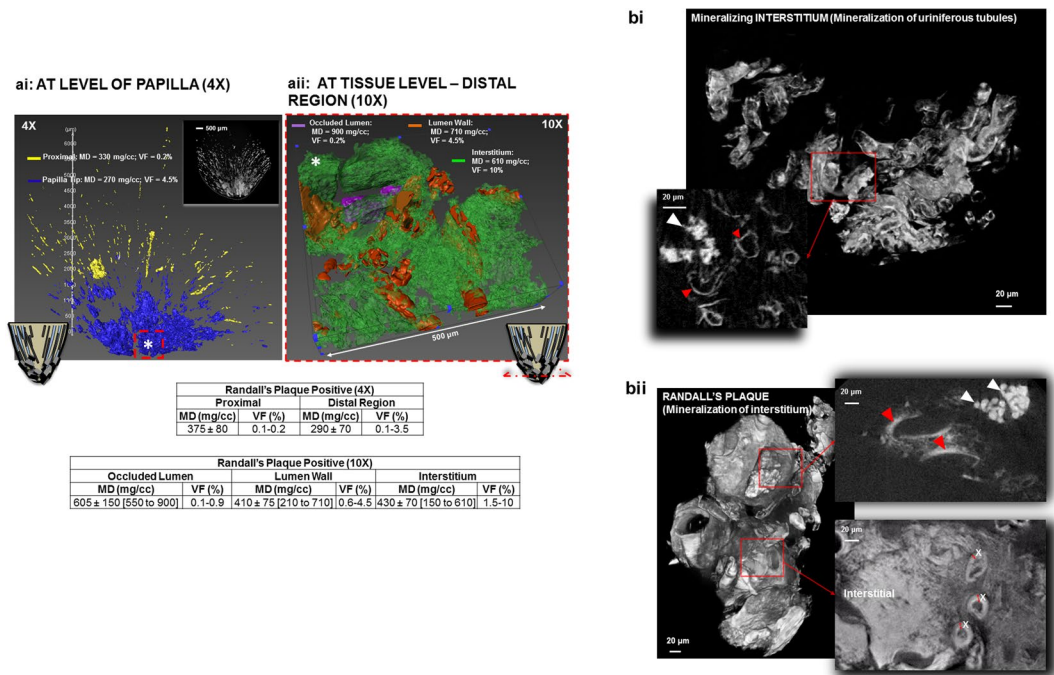 ai: AT LEVEL OF PAPILLA (4X)
4X
(µm)
500 µm
Proximal: MD = 330 mg/cc; VF = 0.2%
Papilla Tip: MD = 270 mg/cc; VF = 4.5%
*
aii: AT TISSUE LEVEL – DISTAL
REGION (10X)
10X
Occluded Lumen:
MD = 900 mg/cc;
VF = 0.2%
Lumen Wall:
MD = 710 mg/cc;
VF = 4.5%
Interstitium:
MD = 610 mg/cc;
VF = 10%
*
500 µm
Randall's Plaque Positive (4X)
Proximal Distal Region
MD (mg/cc) VF (%) MD (mg/cc) VF (%)
375 ± 80 0.1-0.2 290 ± 70 0.1-3.5
Randall's Plaque Positive (10X)
Occluded Lumen Lumen Wall Interstitium
MD (mg/cc) VF (%) MD (mg/cc) VF (%) MD (mg/cc) VF (%)
605 ± 150 [550 to 900] 0.1-0.9 410 ± 75 [210 to 710] 0.6-4.5 430 ± 70 [150 to 610] 1.5-10
bi
Mineralizing INTERSTITIUM (Mineralization of uriniferous tubules)
20 µm
20 µm
bii
RANDALL'S PLAQUE
(Mineralization of interstitium)
20 µm
20 µm
20 µm
Interstitial
X
X
X